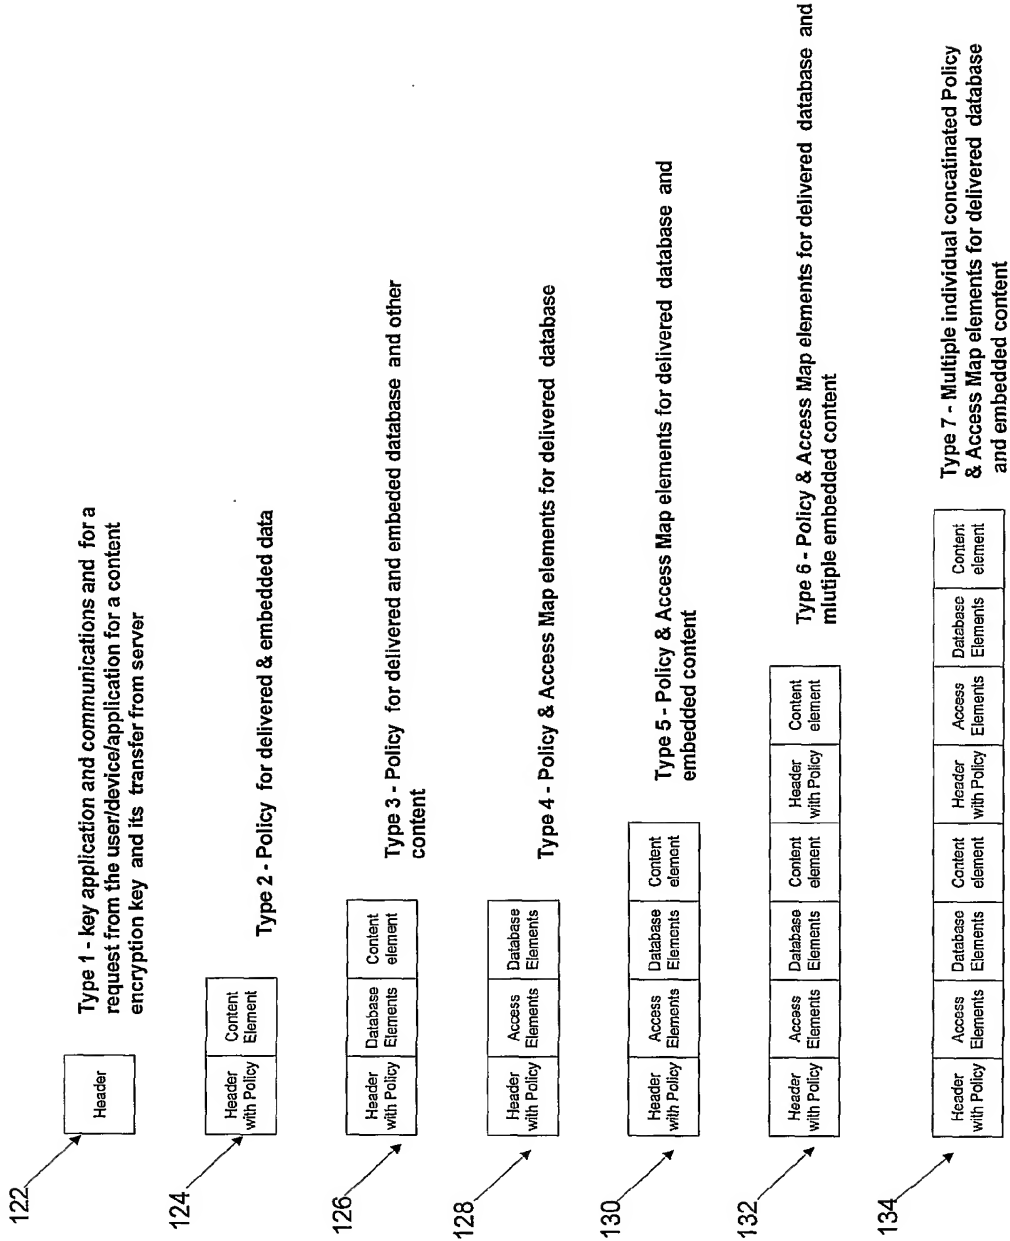 122
Header
Type 1 - key application and communications and for a
request from the user/device/application for a content
encryption key and its transfer from server
124
Header
with Policy
Content
Element
Type 2 - Policy for delivered & embedded data
126
Header
with Policy
Database
Elements
Content
element
Type 3 - Policy for delivered and embeded database and other
content
128
Header
with Policy
Access
Elements
Database
Elements
Type 4 - Policy & Access Map elements for delivered database
130
Header
with Policy
Access
Elements
Database
Elements
Content
element
Type 5 - Policy & Access Map elements for delivered database and
embedded content
132
Header
with Policy
Access
Elements
Database
Elements
Content
element
Header
with Policy
Content
element
Type 6 - Policy & Access Map elements for delivered database and
mlutiple embedded content
134
Header
with Policy
Access
Elements
Database
Elements
Content
element
Header
with Policy
Access
Elements
Database
Elements
Content
element
Type 7 - Multiple individual concatinated Policy
& Access Map elements for delivered database
and embedded content